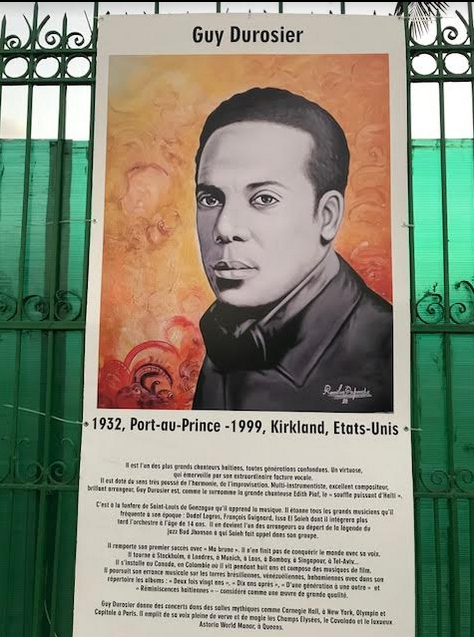 Guy Durosier
1932, Port-au-Prince -1999, Kirkland, Etats-Unis
Il est l'un des plus grands chanteurs haïtiens, toutes générations confondues. Un virtuose,
qui émerveille par son extraordinaire facture vocale.
Il est doté du sens très poussé de l'harmonie, de l'improvisation. Multi-instrumentiste, excellent compositeur,
brillant arrangeur, Guy Durosier est, comme le surnomme la grande chanteuse Edith Piaf, le « souffle puissant d'Haïti ».
C'est à la fanfare de Saint-Louis de Gonzague qu'il apprend la musique. Il étonne tous les grands musiciens qu'il
fréquente à son époque : Dodof Legros, François Guignard, Issa El Saieh dont il intégrera plus
tard l'orchestre à l'âge de 14 ans. Il en devient l'un des arrangeurs au départ de la légende du
jazz Bud Johnson a qui Saieh fait appel dans son champs.
Il remporte son premier succès avec « Ma brune ». Il n'en finit pas de conquérir le monde avec sa voix.
Il tourne à Stockholm, à Londres, à Munich, à Laos, à Bombay, à Singapour, à Tel-Aviv...
Il s'installe au Canada, en Colombie où il vit pendant huit ans et compose des musiques de film.
Il poursuit son errance musicale sur les terres brésiliennes, vénézuéliennes, bahamiennes avec dans son
répertoire les albums : « Deux fois vingt ans », « Dix ans après », « D'une génération à une autre » et
« Réminiscences haïtiennes » - considéré comme œuvre de grande qualité.
Guy Durosier donne des concerts dans des salles mythiques comme Carnegie Hall, à New York, Olympia et
Capitole à Paris. Il emplit de sa voix pleine de verve et de magie les Champs Elysées, le Cavalado et le luxueux
Astoria World Manor, à Queens.